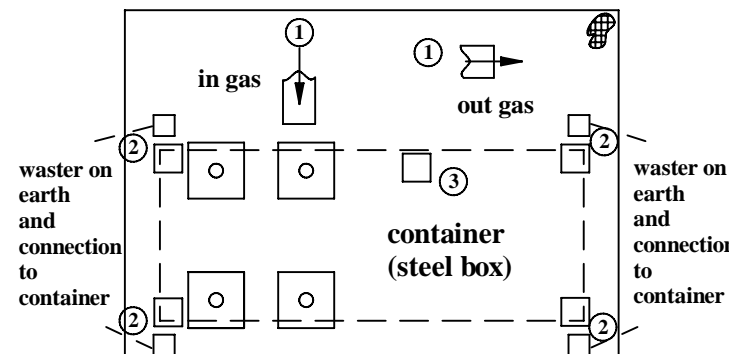 1
1
in gas
out gas
2
2
waster on
earth
and
connection
to
container
3
container
(steel box)
waster on
earth
and
connection
to
container
2
2